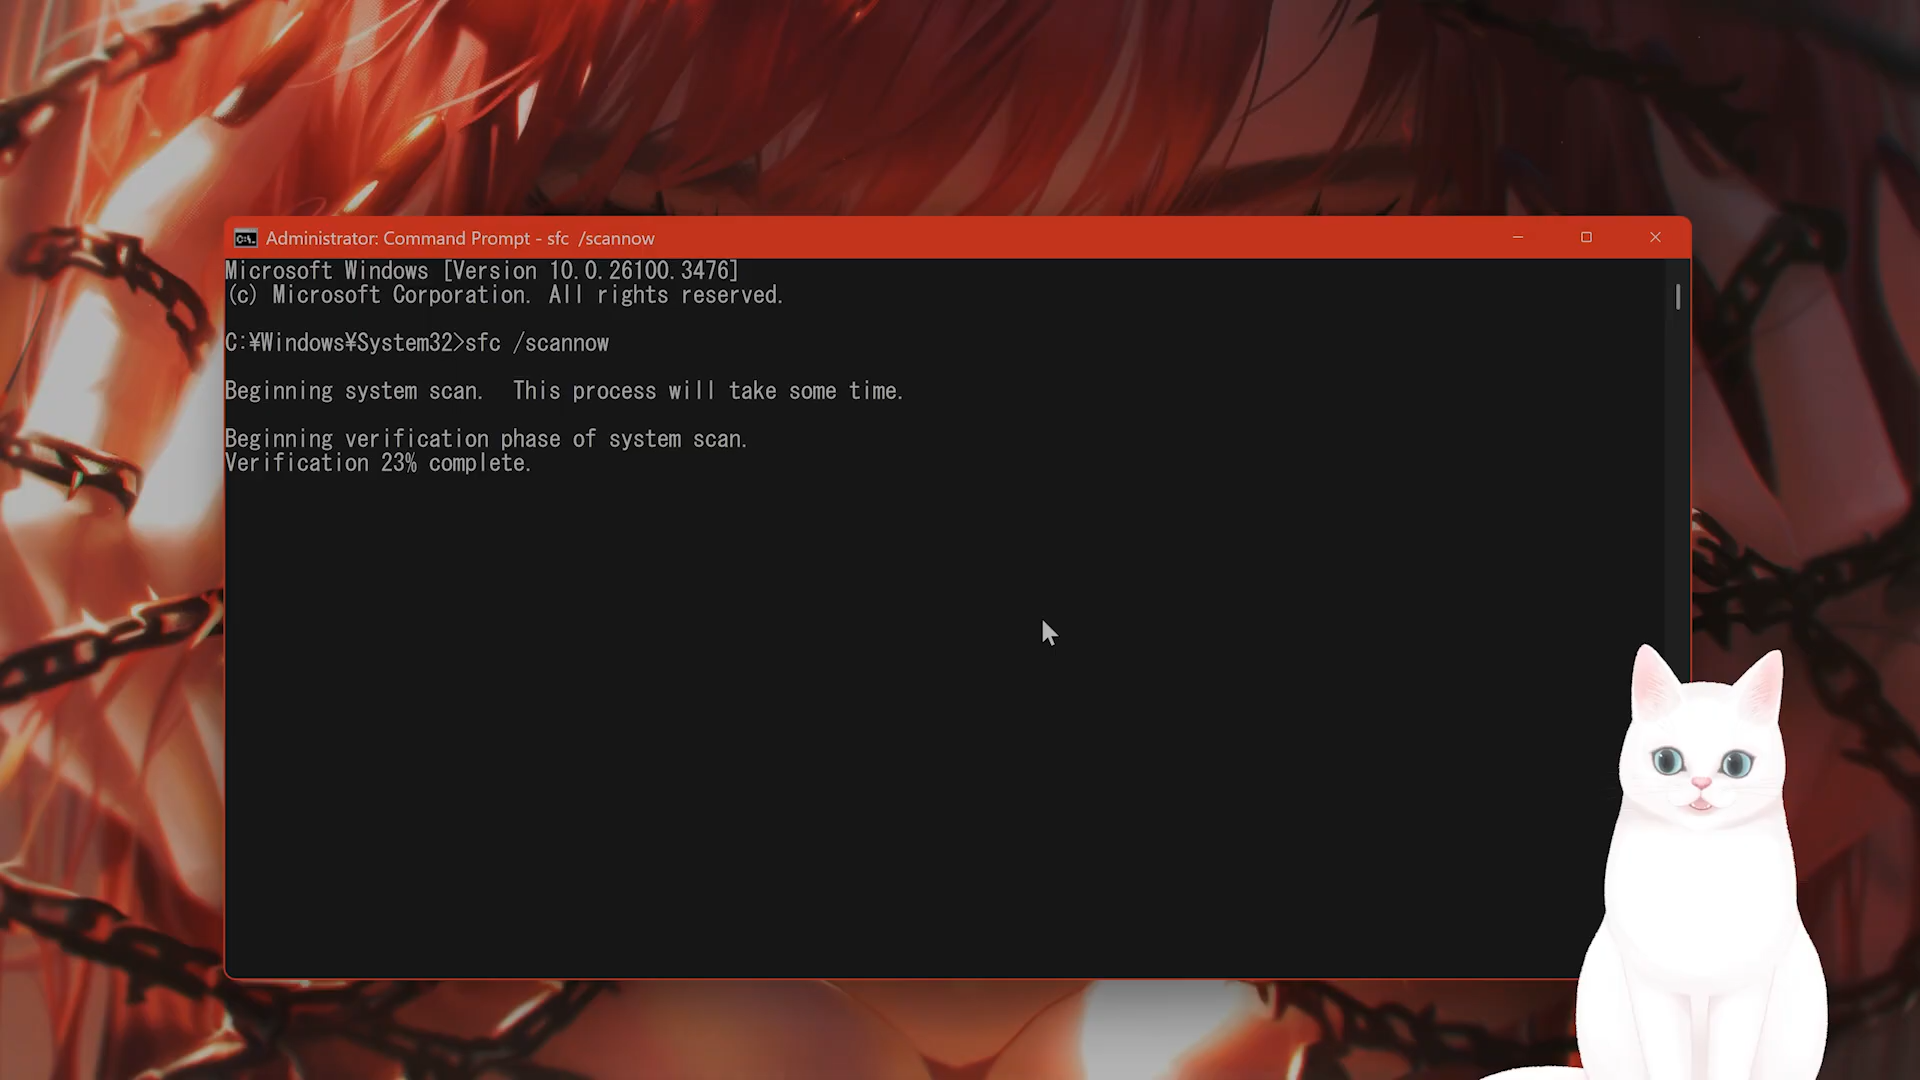 Administrator: Command Prompt - sfc  /scannow
Microsoft Windows [Version 10.0.26100.3476]
(c) Microsoft Corporation. All rights reserved.
C:¥Windows¥System32>sfc /scannow
Beginning system scan.  This process will take some time.
Beginning verification phase of system scan.
Verification 23% complete.